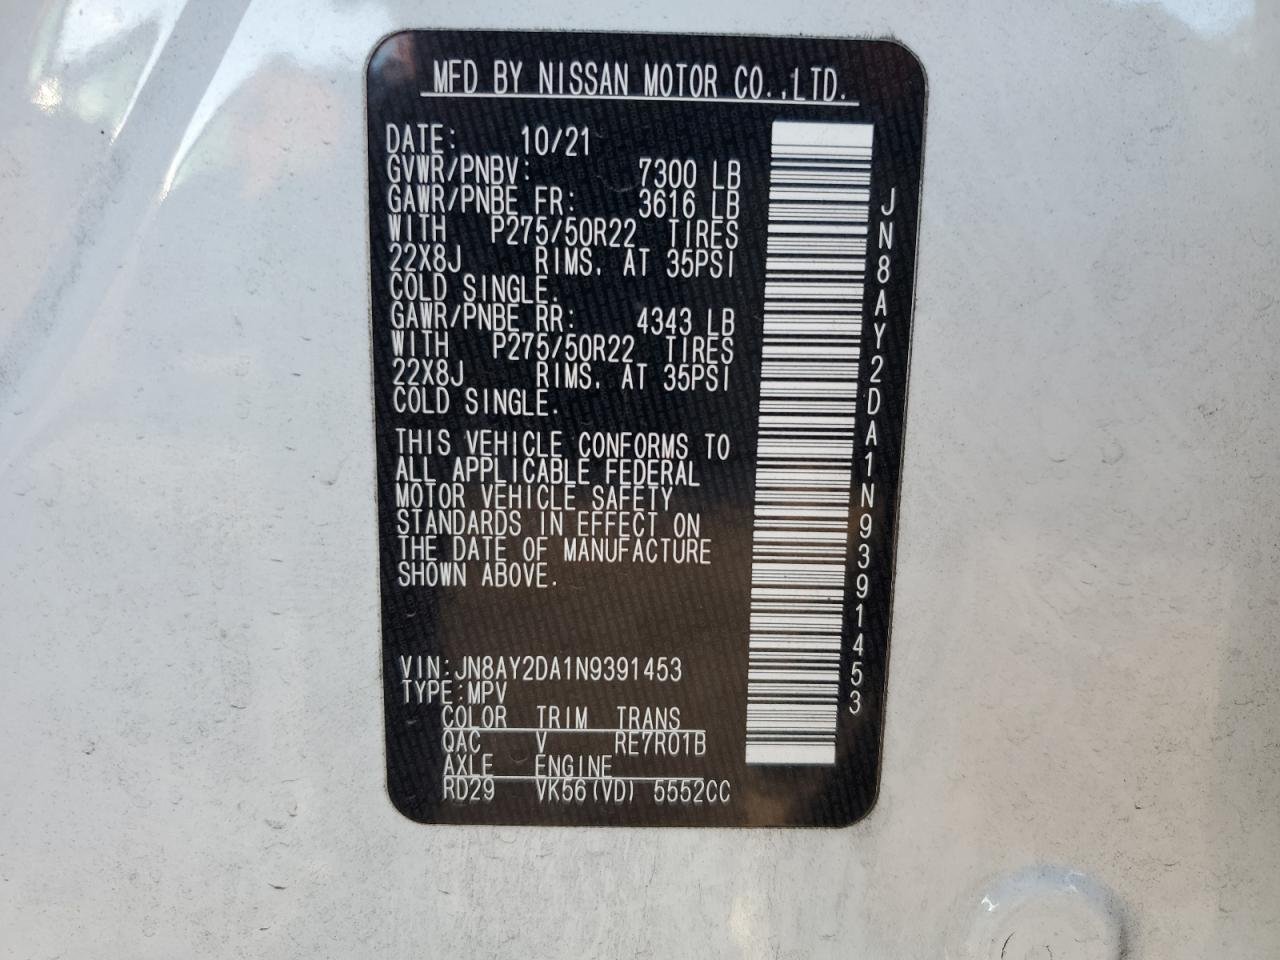 MFD BY NISSAN MOTOR CO.,LTD.
DATE: 10/21
GVWR/PNBV: 7300 LB
GAWR/PNBE FR: 3616 LB
WITH P275/50R22 TIRES
22X8J RIMS. AT 35PSI
COLD SINGLE.
GAWR/PNBE RR: 4343 LB
WITH P275/50R22 TIRES
22X8J RIMS. AT 35PSI
COLD SINGLE.
THIS VEHICLE CONFORMS TO
ALL APPLICABLE FEDERAL
MOTOR VEHICLE SAFETY
STANDARDS IN EFFECT ON
THE DATE OF MANUFACTURE
SHOWN ABOVE.
VIN:JN8AY2DA1N9391453
TYPE:MPV
COLOR TRIM TRANS
QAC V RE7R01B
AXLE ENGINE
RD29 VK56(VD) 5552CC
JN8AY2DA1N9391453